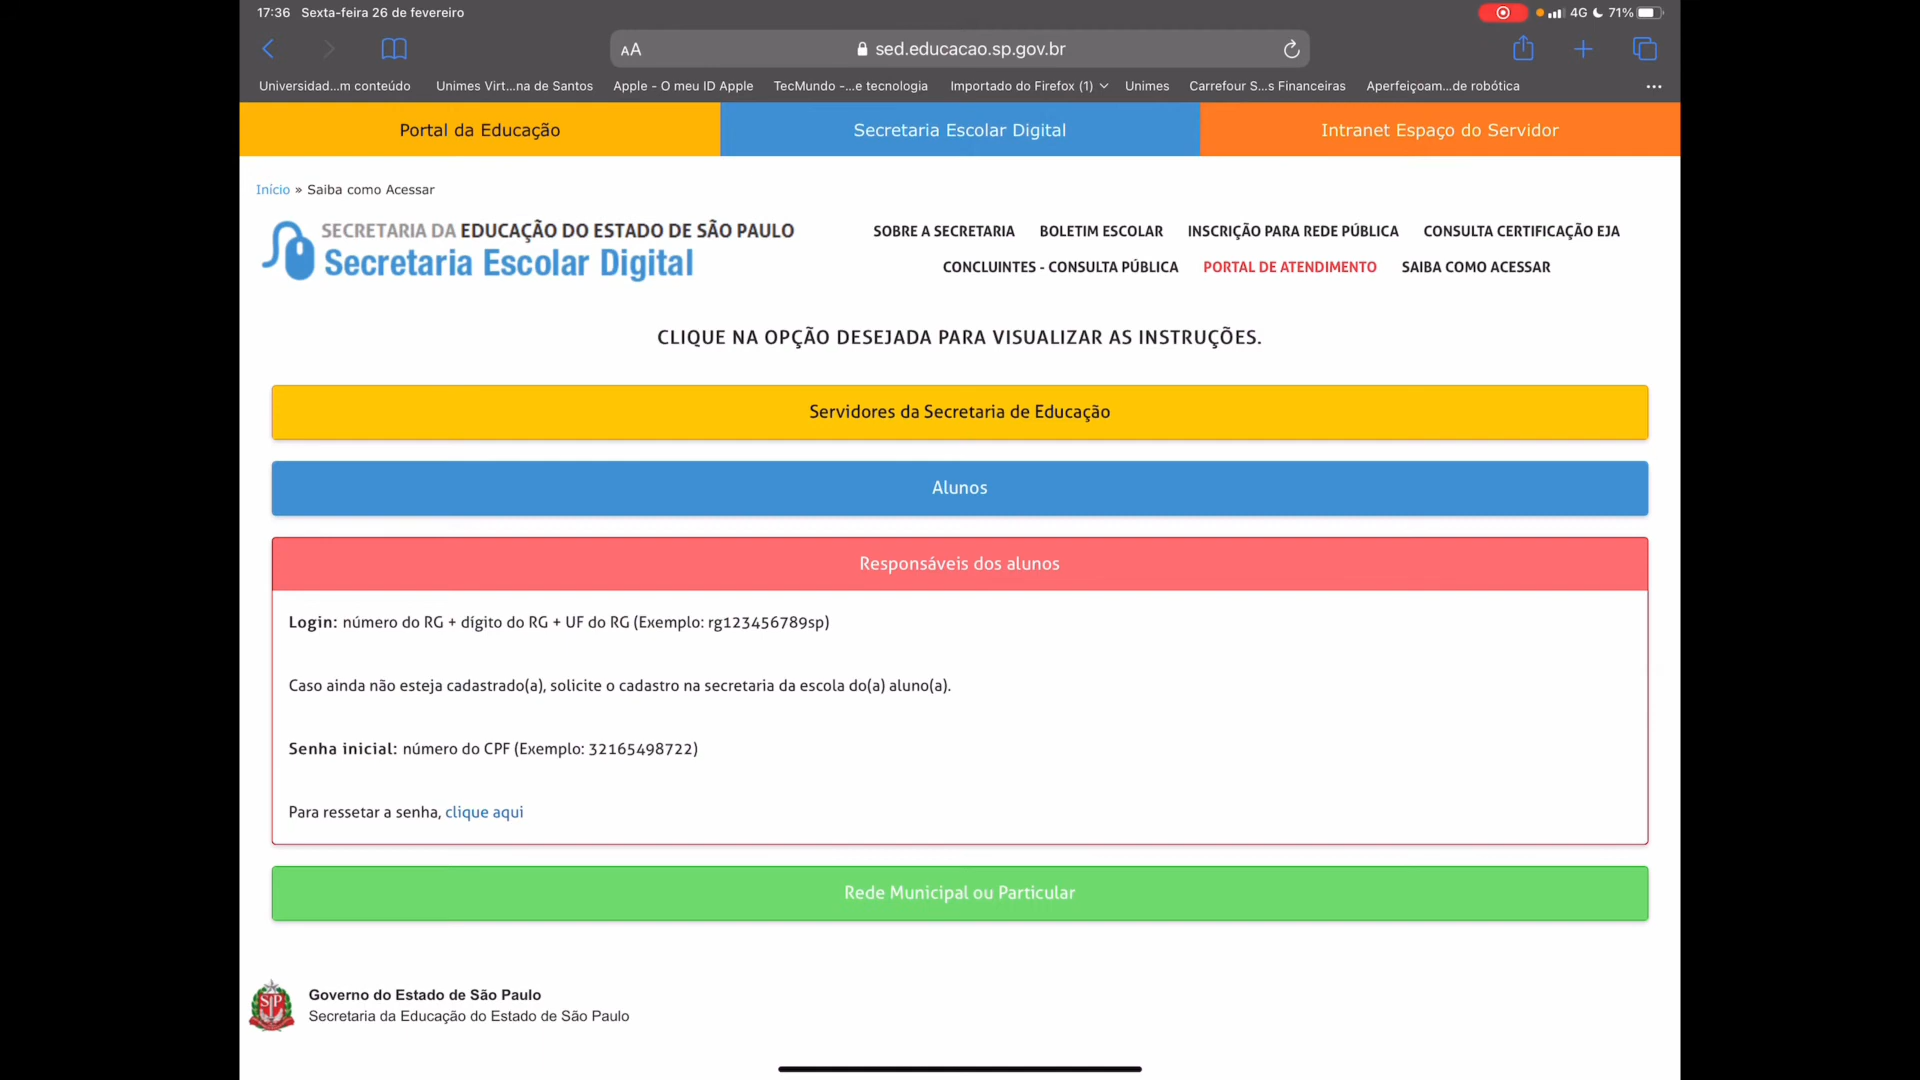 17:36 Sexta-feira 26 de fevereiro
4G 71%
AA sed.educacao.sp.gov.br
Universidad...m conteúdo Unimes Virt...na de Santos Apple - O meu ID Apple TecMundo -...e tecnologia Importado do Firefox (1) Unimes Carrefour S...s Financeiras Aperfeiçoam...de robótica
Portal da Educação Secretaria Escolar Digital Intranet Espaço do Servidor
Início » Saiba como Acessar
SECRETARIA DA EDUCAÇÃO DO ESTADO DE SÃO PAULO
Secretaria Escolar Digital
SOBRE A SECRETARIA BOLETIM ESCOLAR INSCRIÇÃO PARA REDE PÚBLICA CONSULTA CERTIFICAÇÃO EJA
CONCLUINTES - CONSULTA PÚBLICA PORTAL DE ATENDIMENTO SAIBA COMO ACESSAR
CLIQUE NA OPÇÃO DESEJADA PARA VISUALIZAR AS INSTRUÇÕES.
Servidores da Secretaria de Educação
Alunos
Responsáveis dos alunos
Login: número do RG + dígito do RG + UF do RG (Exemplo: rg123456789sp)
Caso ainda não esteja cadastrado(a), solicite o cadastro na secretaria da escola do(a) aluno(a).
Senha inicial: número do CPF (Exemplo: 32165498722)
Para ressetar a senha, clique aqui
Rede Municipal ou Particular
SP
Governo do Estado de São Paulo
Secretaria da Educação do Estado de São Paulo